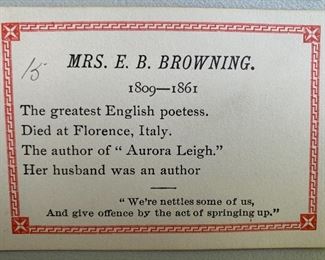 15
MRS. E. B. BROWNING.
1809—1861
The greatest English poetess.
Died at Florence, Italy.
The author of “ Aurora Leigh.”
Her husband was an author
“ We're nettles some of us,
And give offence by the act of springing up.”